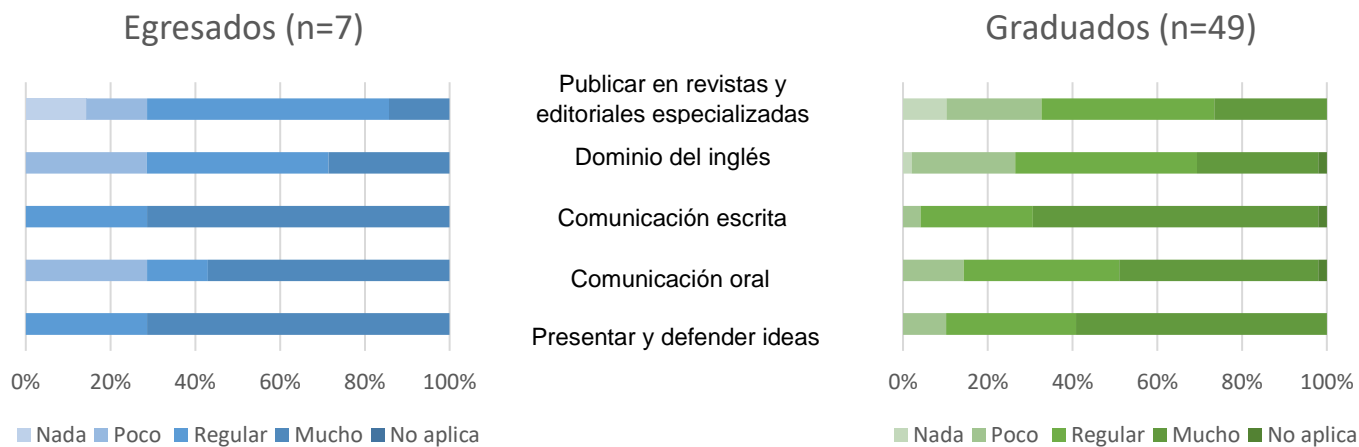 Egresados (n=7)
Graduados (n=49)
Publicar en revistas y
editoriales especializadas
Dominio del inglés
Comunicación escrita
Comunicación oral
Presentar y defender ideas
0% 20% 40% 60% 80% 100%
0% 20% 40% 60% 80% 100%
Nada Poco Regular Mucho No aplica
Nada Poco Regular Mucho No aplica